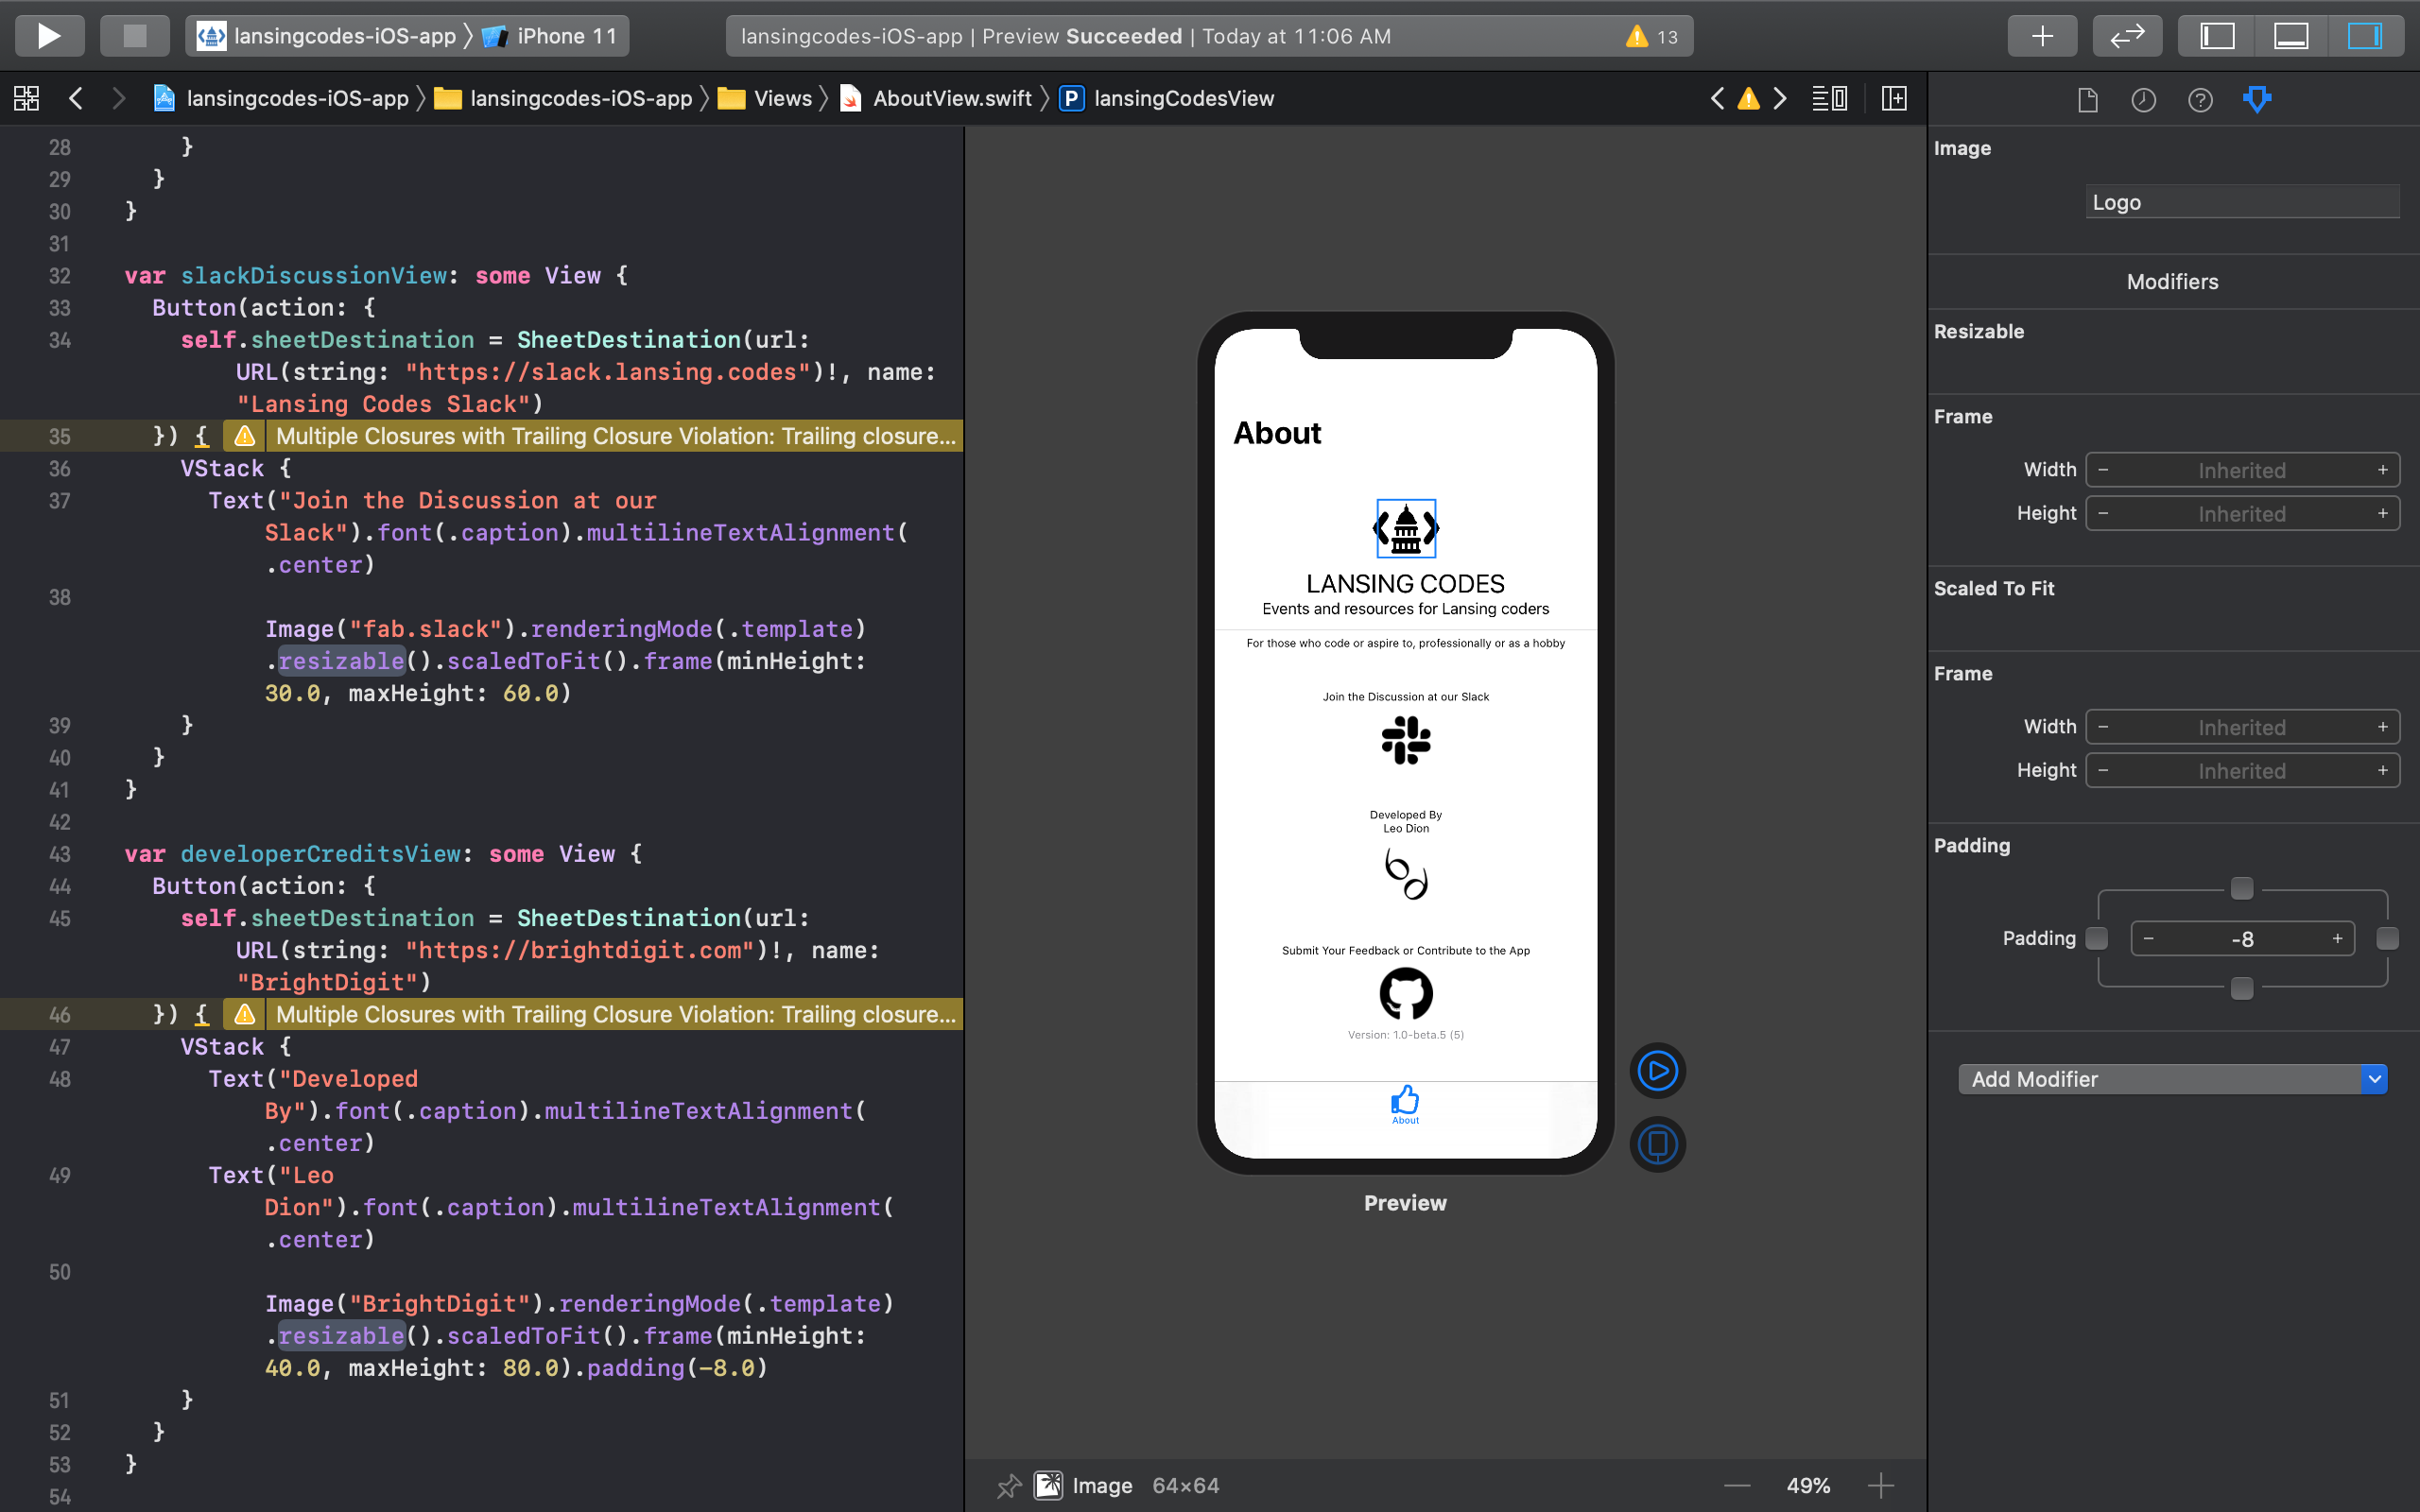 lansingcodes-iOS-app 〉 iPhone 11
lansingcodes-iOS-app | Preview Succeeded | Today at 11:06 AM
13
lansingcodes-iOS-app 〉 lansingcodes-iOS-app 〉 Views 〉 AboutView.swift 〉 P lansingCodesView
28 }
29 }
30 }
31
32 var slackDiscussionView: some View {
33 Button(action: {
34 self.sheetDestination = SheetDestination(url:
URL(string: "https://slack.lansing.codes")!, name:
"Lansing Codes Slack")
35 }) { Multiple Closures with Trailing Closure Violation: Trailing closure...
36 VStack {
37 Text("Join the Discussion at our
Slack").font(.caption).multilineTextAlignment(
.center)
38
Image("fab.slack").renderingMode(.template)
.resizable().scaledToFit().frame(minHeight:
30.0, maxHeight: 60.0)
39 }
40 }
41 }
42
43 var developerCreditsView: some View {
44 Button(action: {
45 self.sheetDestination = SheetDestination(url:
URL(string: "https://brightdigit.com")!, name:
"BrightDigit")
46 }) { Multiple Closures with Trailing Closure Violation: Trailing closure...
47 VStack {
48 Text("Developed
By").font(.caption).multilineTextAlignment(
.center)
49 Text("Leo
Dion").font(.caption).multilineTextAlignment(
.center)
50
Image("BrightDigit").renderingMode(.template)
.resizable().scaledToFit().frame(minHeight:
40.0, maxHeight: 80.0).padding(-8.0)
51 }
52 }
53 }
54
About
LANSING CODES
Events and resources for Lansing coders
For those who code or aspire to, professionally or as a hobby
Join the Discussion at our Slack
Developed By
Leo Dion
Submit Your Feedback or Contribute to the App
Version: 1.0-beta.5 (5)
About
Preview
Image 64×64
49%
Image
Logo
Modifiers
Resizable
Frame
Width − Inherited +
Height − Inherited +
Scaled To Fit
Frame
Width − Inherited +
Height − Inherited +
Padding
Padding − -8 +
Add Modifier